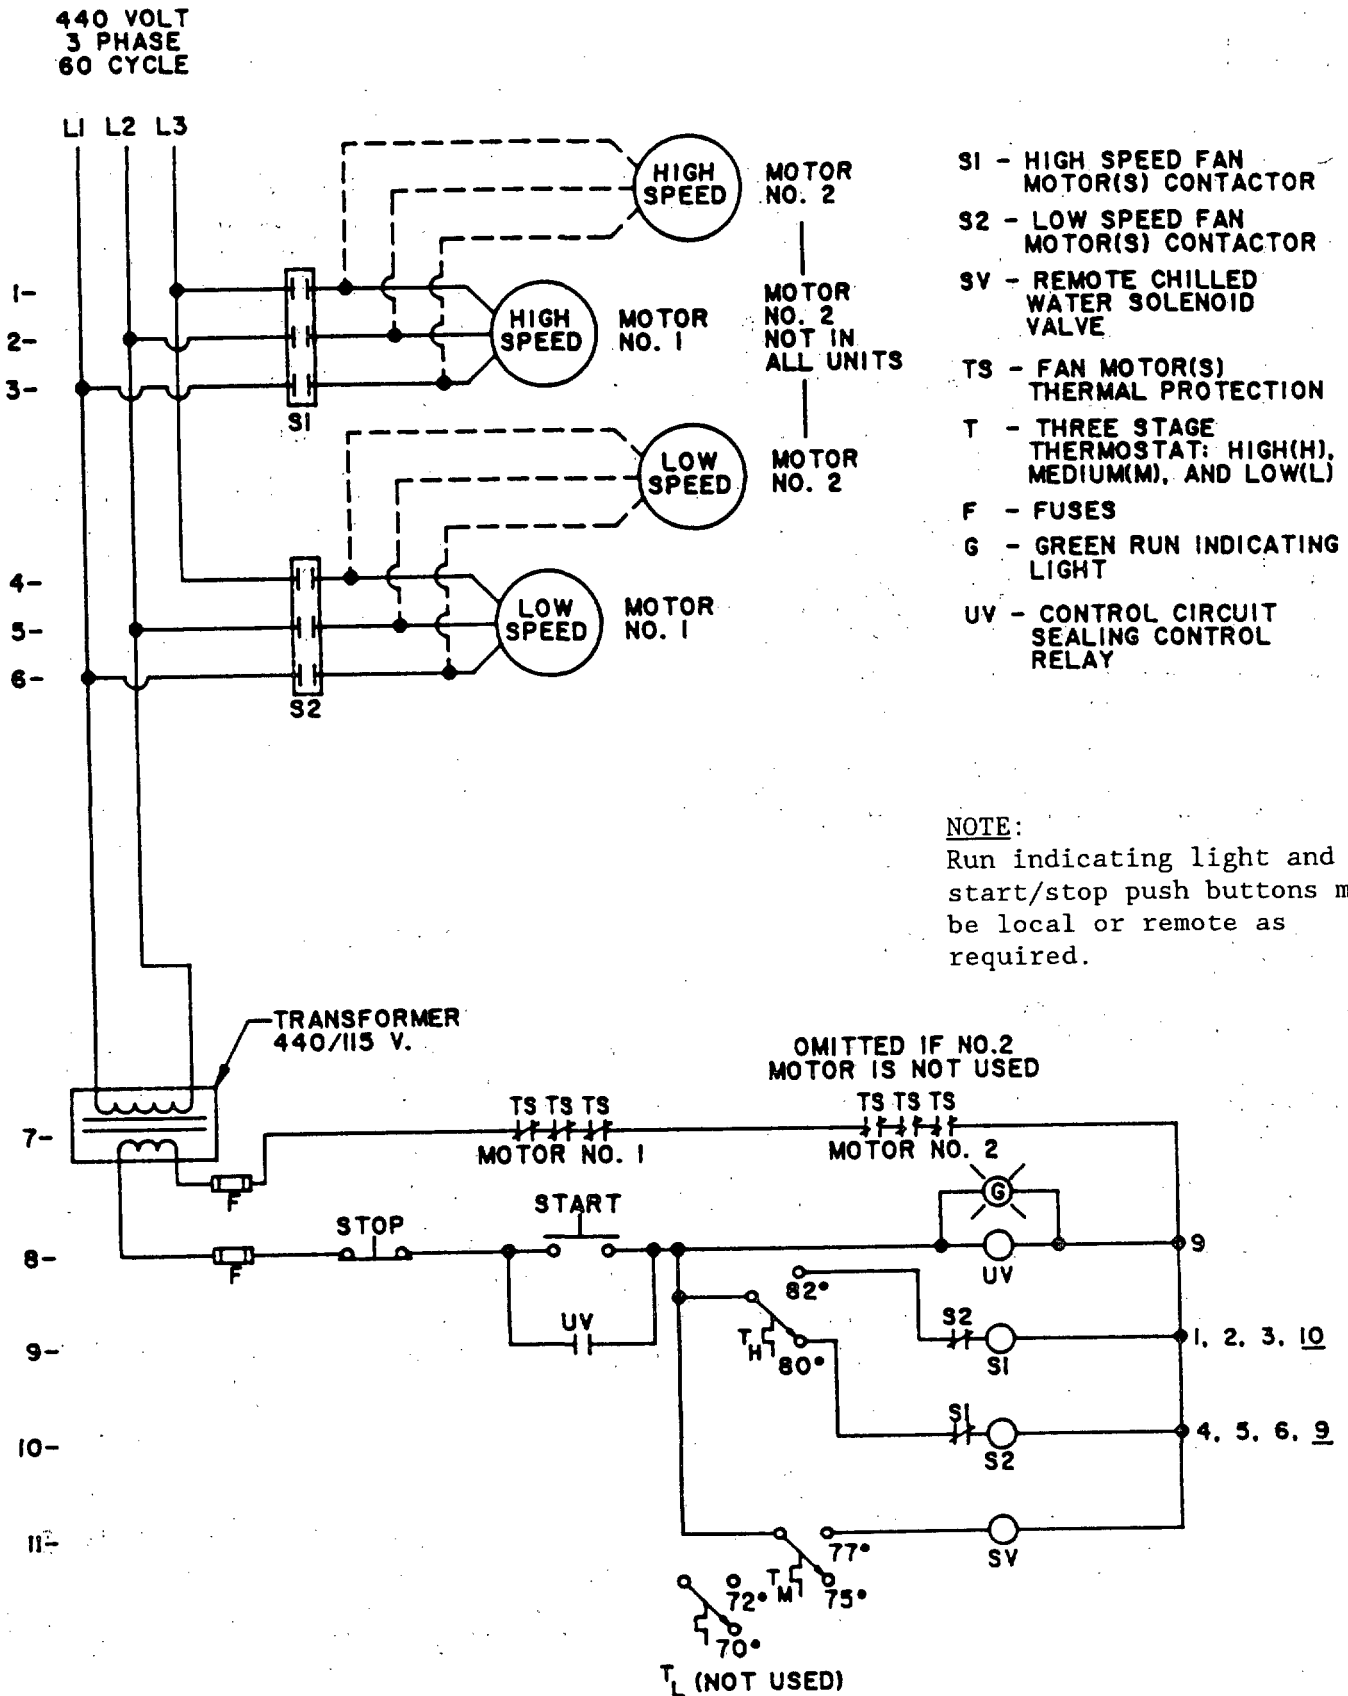 440 VOLT
3 PHASE
60 CYCLE
L1 L2 L3
HIGH
SPEED
MOTOR
NO. 2
1-
2-
3-
HIGH
SPEED
MOTOR
NO. 1
MOTOR
NO. 2
NOT IN
ALL UNITS
S1
LOW
SPEED
MOTOR
NO. 2
4-
5-
6-
LOW
SPEED
MOTOR
NO. 1
S2
S1 - HIGH SPEED FAN
MOTOR(S) CONTACTOR
S2 - LOW SPEED FAN
MOTOR(S) CONTACTOR
SV - REMOTE CHILLED
WATER SOLENOID
VALVE
TS - FAN MOTOR(S)
THERMAL PROTECTION
T - THREE STAGE
THERMOSTAT: HIGH(H),
MEDIUM(M), AND LOW(L)
F - FUSES
G - GREEN RUN INDICATING
LIGHT
UV - CONTROL CIRCUIT
SEALING CONTROL
RELAY
NOTE:
Run indicating light and
start/stop push buttons m
be local or remote as
required.
TRANSFORMER
440/115 V.
OMITTED IF NO.2
MOTOR IS NOT USED
7-
TS TS TS
MOTOR NO. 1
TS TS TS
MOTOR NO. 2
F
G
8-
F
STOP
START
UV
9
82°
9-
UV
TH
80°
S2
S1
1, 2, 3, 10
10-
S1
S2
4, 5, 6, 9
11-
77°
SV
TM
75°
72°
70°
TL (NOT USED)